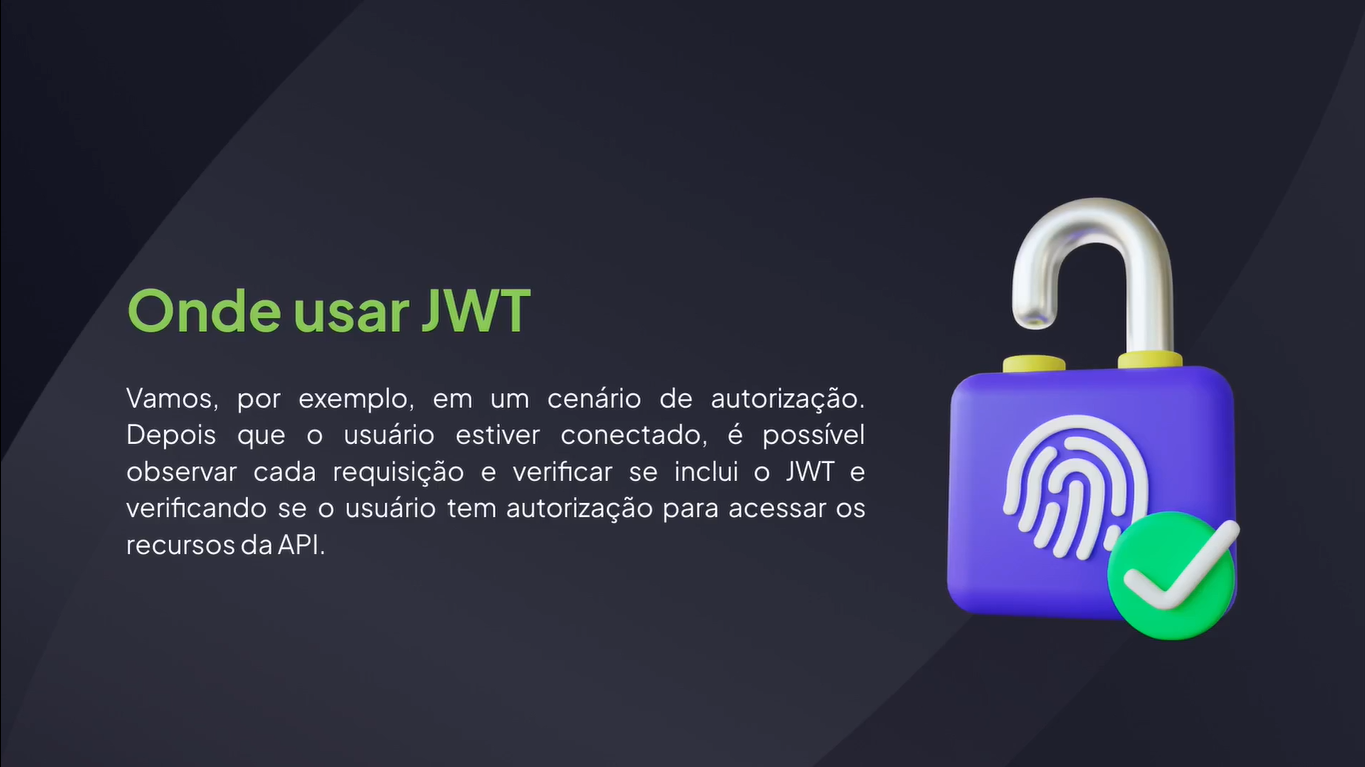 Onde usar JWT
Vamos, por exemplo, em um cenário de autorização.
Depois que o usuário estiver conectado, é possível
observar cada requisição e verificar se inclui o JWT e
verificando se o usuário tem autorização para acessar os
recursos da API.